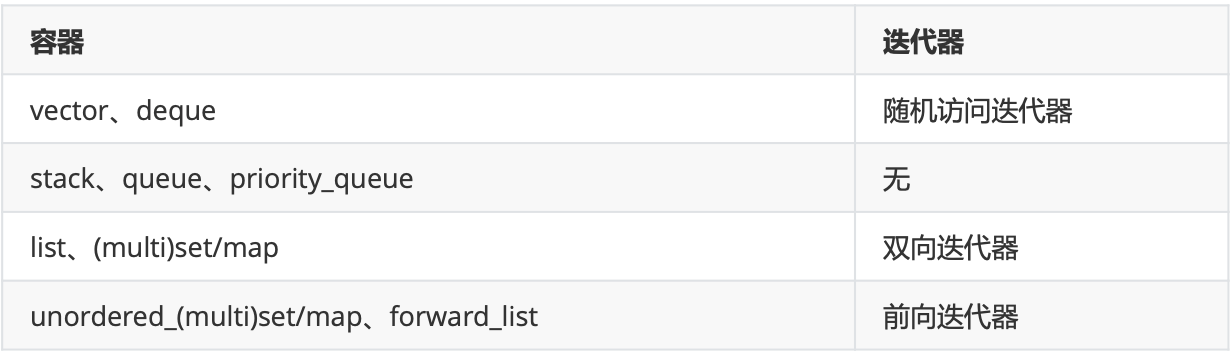 容器 迭代器
vector、deque 随机访问迭代器
stack、queue、priority_queue 无
list、(multi)set/map 双向迭代器
unordered_(multi)set/map、forward_list 前向迭代器